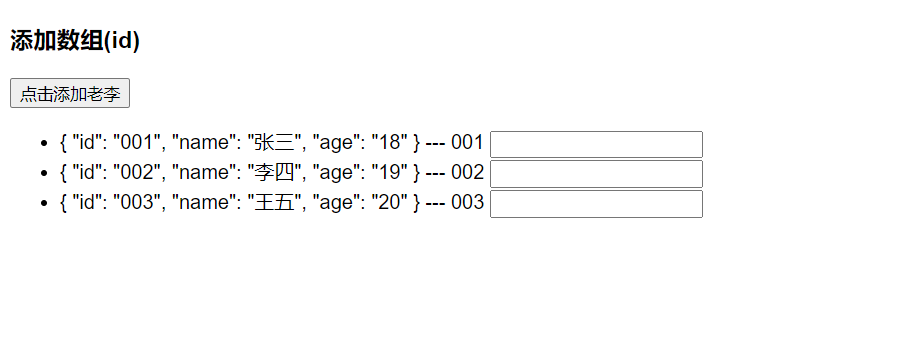 添加数组(id)
点击添加老李
{ "id": "001", "name": "张三", "age": "18" } --- 001
{ "id": "002", "name": "李四", "age": "19" } --- 002
{ "id": "003", "name": "王五", "age": "20" } --- 003